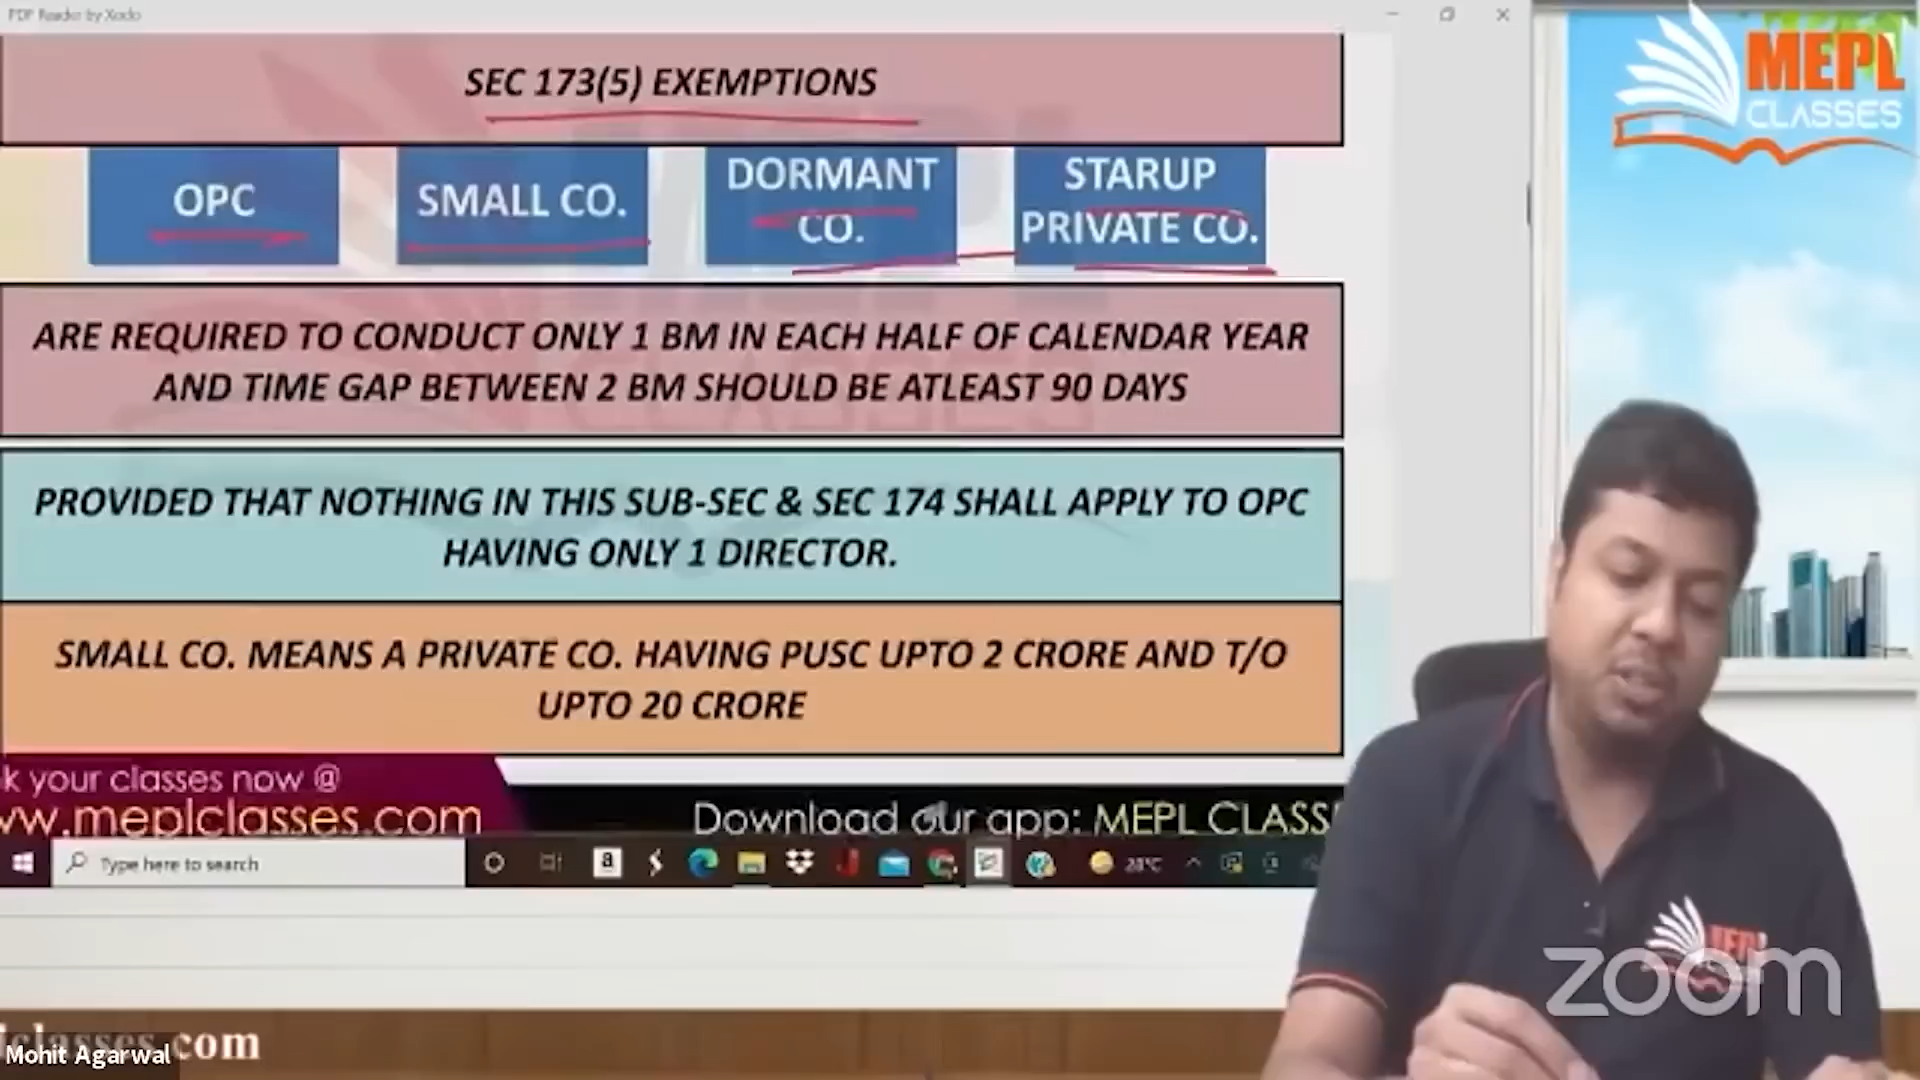 PDF Reader by Xodo
SEC 173(5) EXEMPTIONS
MEPL
CLASSES
OPC
SMALL CO.
DORMANT
CO.
STARUP
PRIVATE CO.
ARE REQUIRED TO CONDUCT ONLY 1 BM IN EACH HALF OF CALENDAR YEAR
AND TIME GAP BETWEEN 2 BM SHOULD BE ATLEAST 90 DAYS
PROVIDED THAT NOTHING IN THIS SUB-SEC & SEC 174 SHALL APPLY TO OPC
HAVING ONLY 1 DIRECTOR.
SMALL CO. MEANS A PRIVATE CO. HAVING PUSC UPTO 2 CRORE AND T/O
UPTO 20 CRORE
k your classes now @
ww.meplclasses.com
Download our app: MEPL CLASS
Type here to search
a
28°C
MEPL
zoom
classes.com
Mohit Agarwal